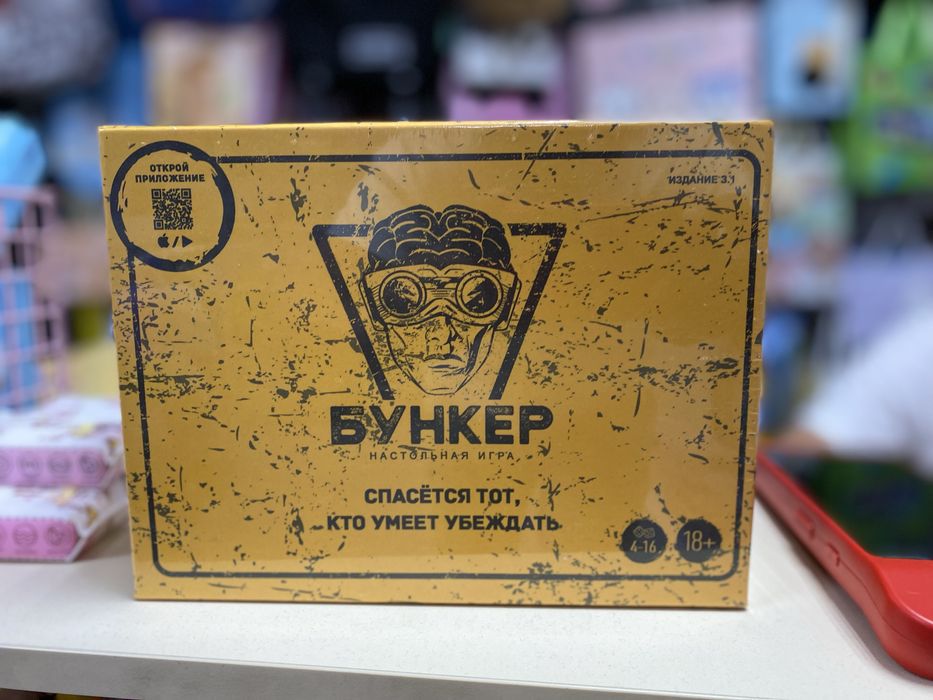 ОТКРОЙ
ПРИЛОЖЕНИЕ
ИЗДАНИЕ 3.1
БУНКЕР
НАСТОЛЬНАЯ ИГРА
СПАСЁТСЯ ТОТ,
КТО УМЕЕТ УБЕЖДАТЬ
4-16
18+